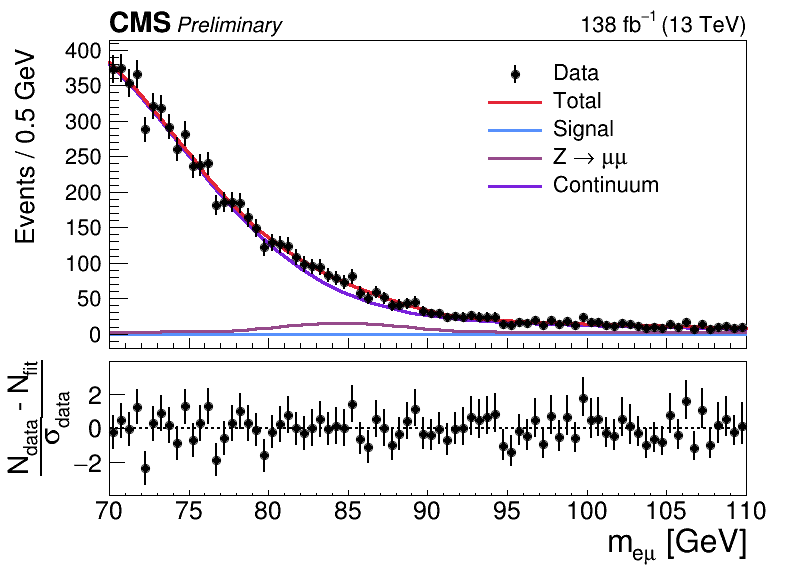 CMS Preliminary 138 fb⁻¹ (13 TeV)
Events / 0.5 GeV
400
350
300
250
200
150
100
50
0
Data
Total
Signal
Z → μμ
Continuum
N_data - N_fit
σ_data
2
0
−2
70 75 80 85 90 95 100 105 110
m_eμ [GeV]